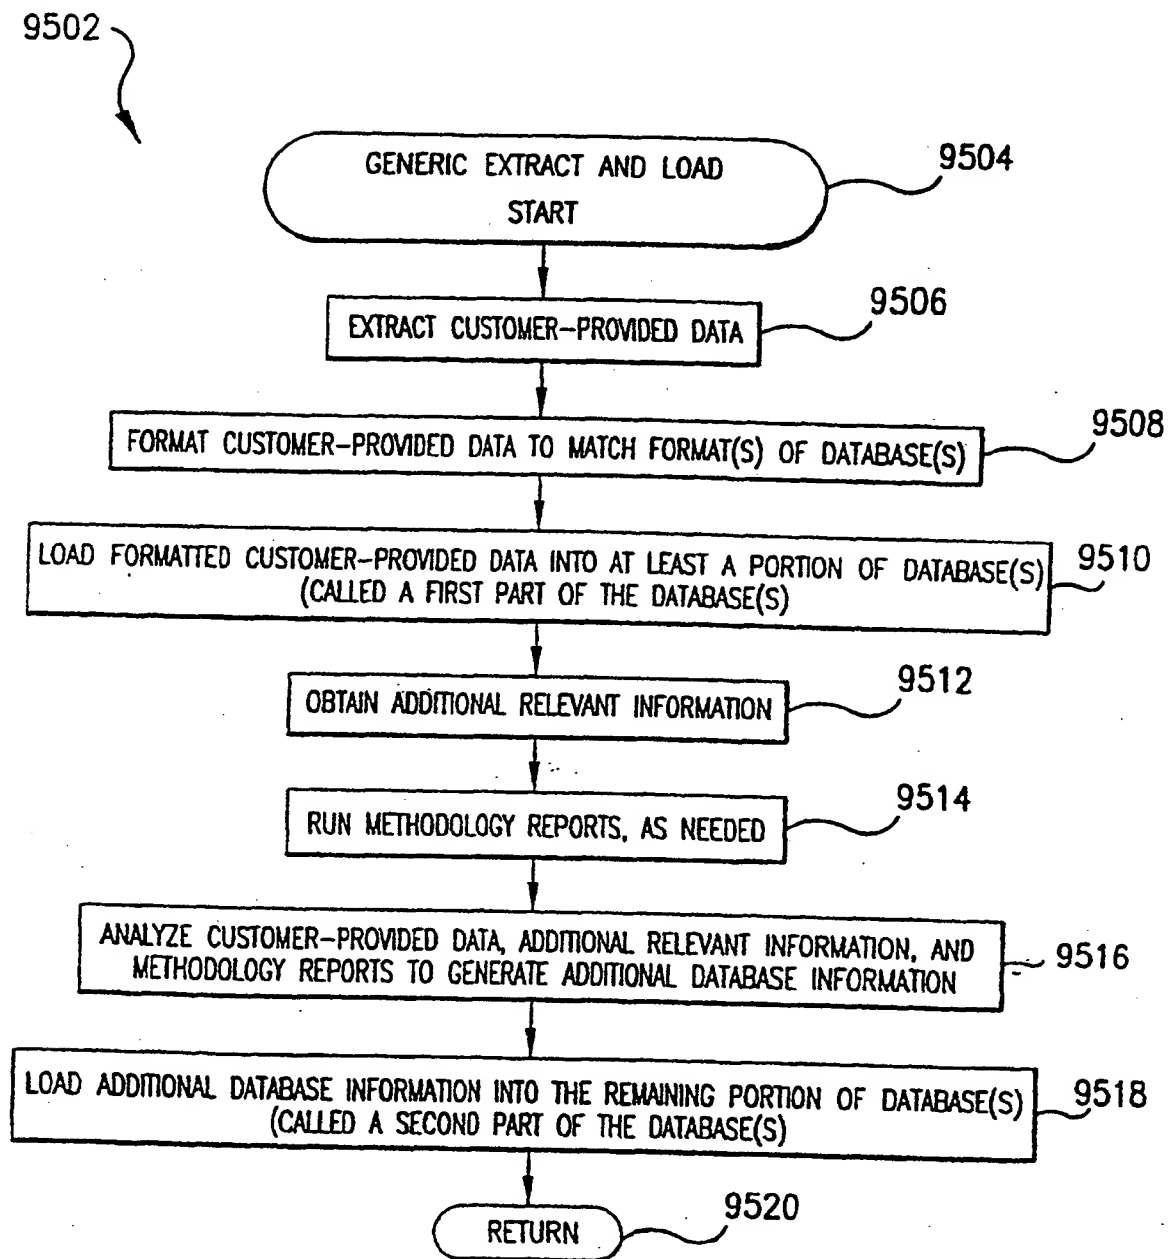 9502
GENERIC EXTRACT AND LOAD
START
9504
EXTRACT CUSTOMER-PROVIDED DATA
9506
FORMAT CUSTOMER-PROVIDED DATA TO MATCH FORMAT(S) OF DATABASE(S)
9508
LOAD FORMATTED CUSTOMER-PROVIDED DATA INTO AT LEAST A PORTION OF DATABASE(S)
(CALLED A FIRST PART OF THE DATABASE(S)
9510
OBTAIN ADDITIONAL RELEVANT INFORMATION
9512
RUN METHODOLOGY REPORTS, AS NEEDED
9514
ANALYZE CUSTOMER-PROVIDED DATA, ADDITIONAL RELEVANT INFORMATION, AND
METHODOLOGY REPORTS TO GENERATE ADDITIONAL DATABASE INFORMATION
9516
LOAD ADDITIONAL DATABASE INFORMATION INTO THE REMAINING PORTION OF DATABASE(S)
(CALLED A SECOND PART OF THE DATABASE(S)
9518
RETURN
9520